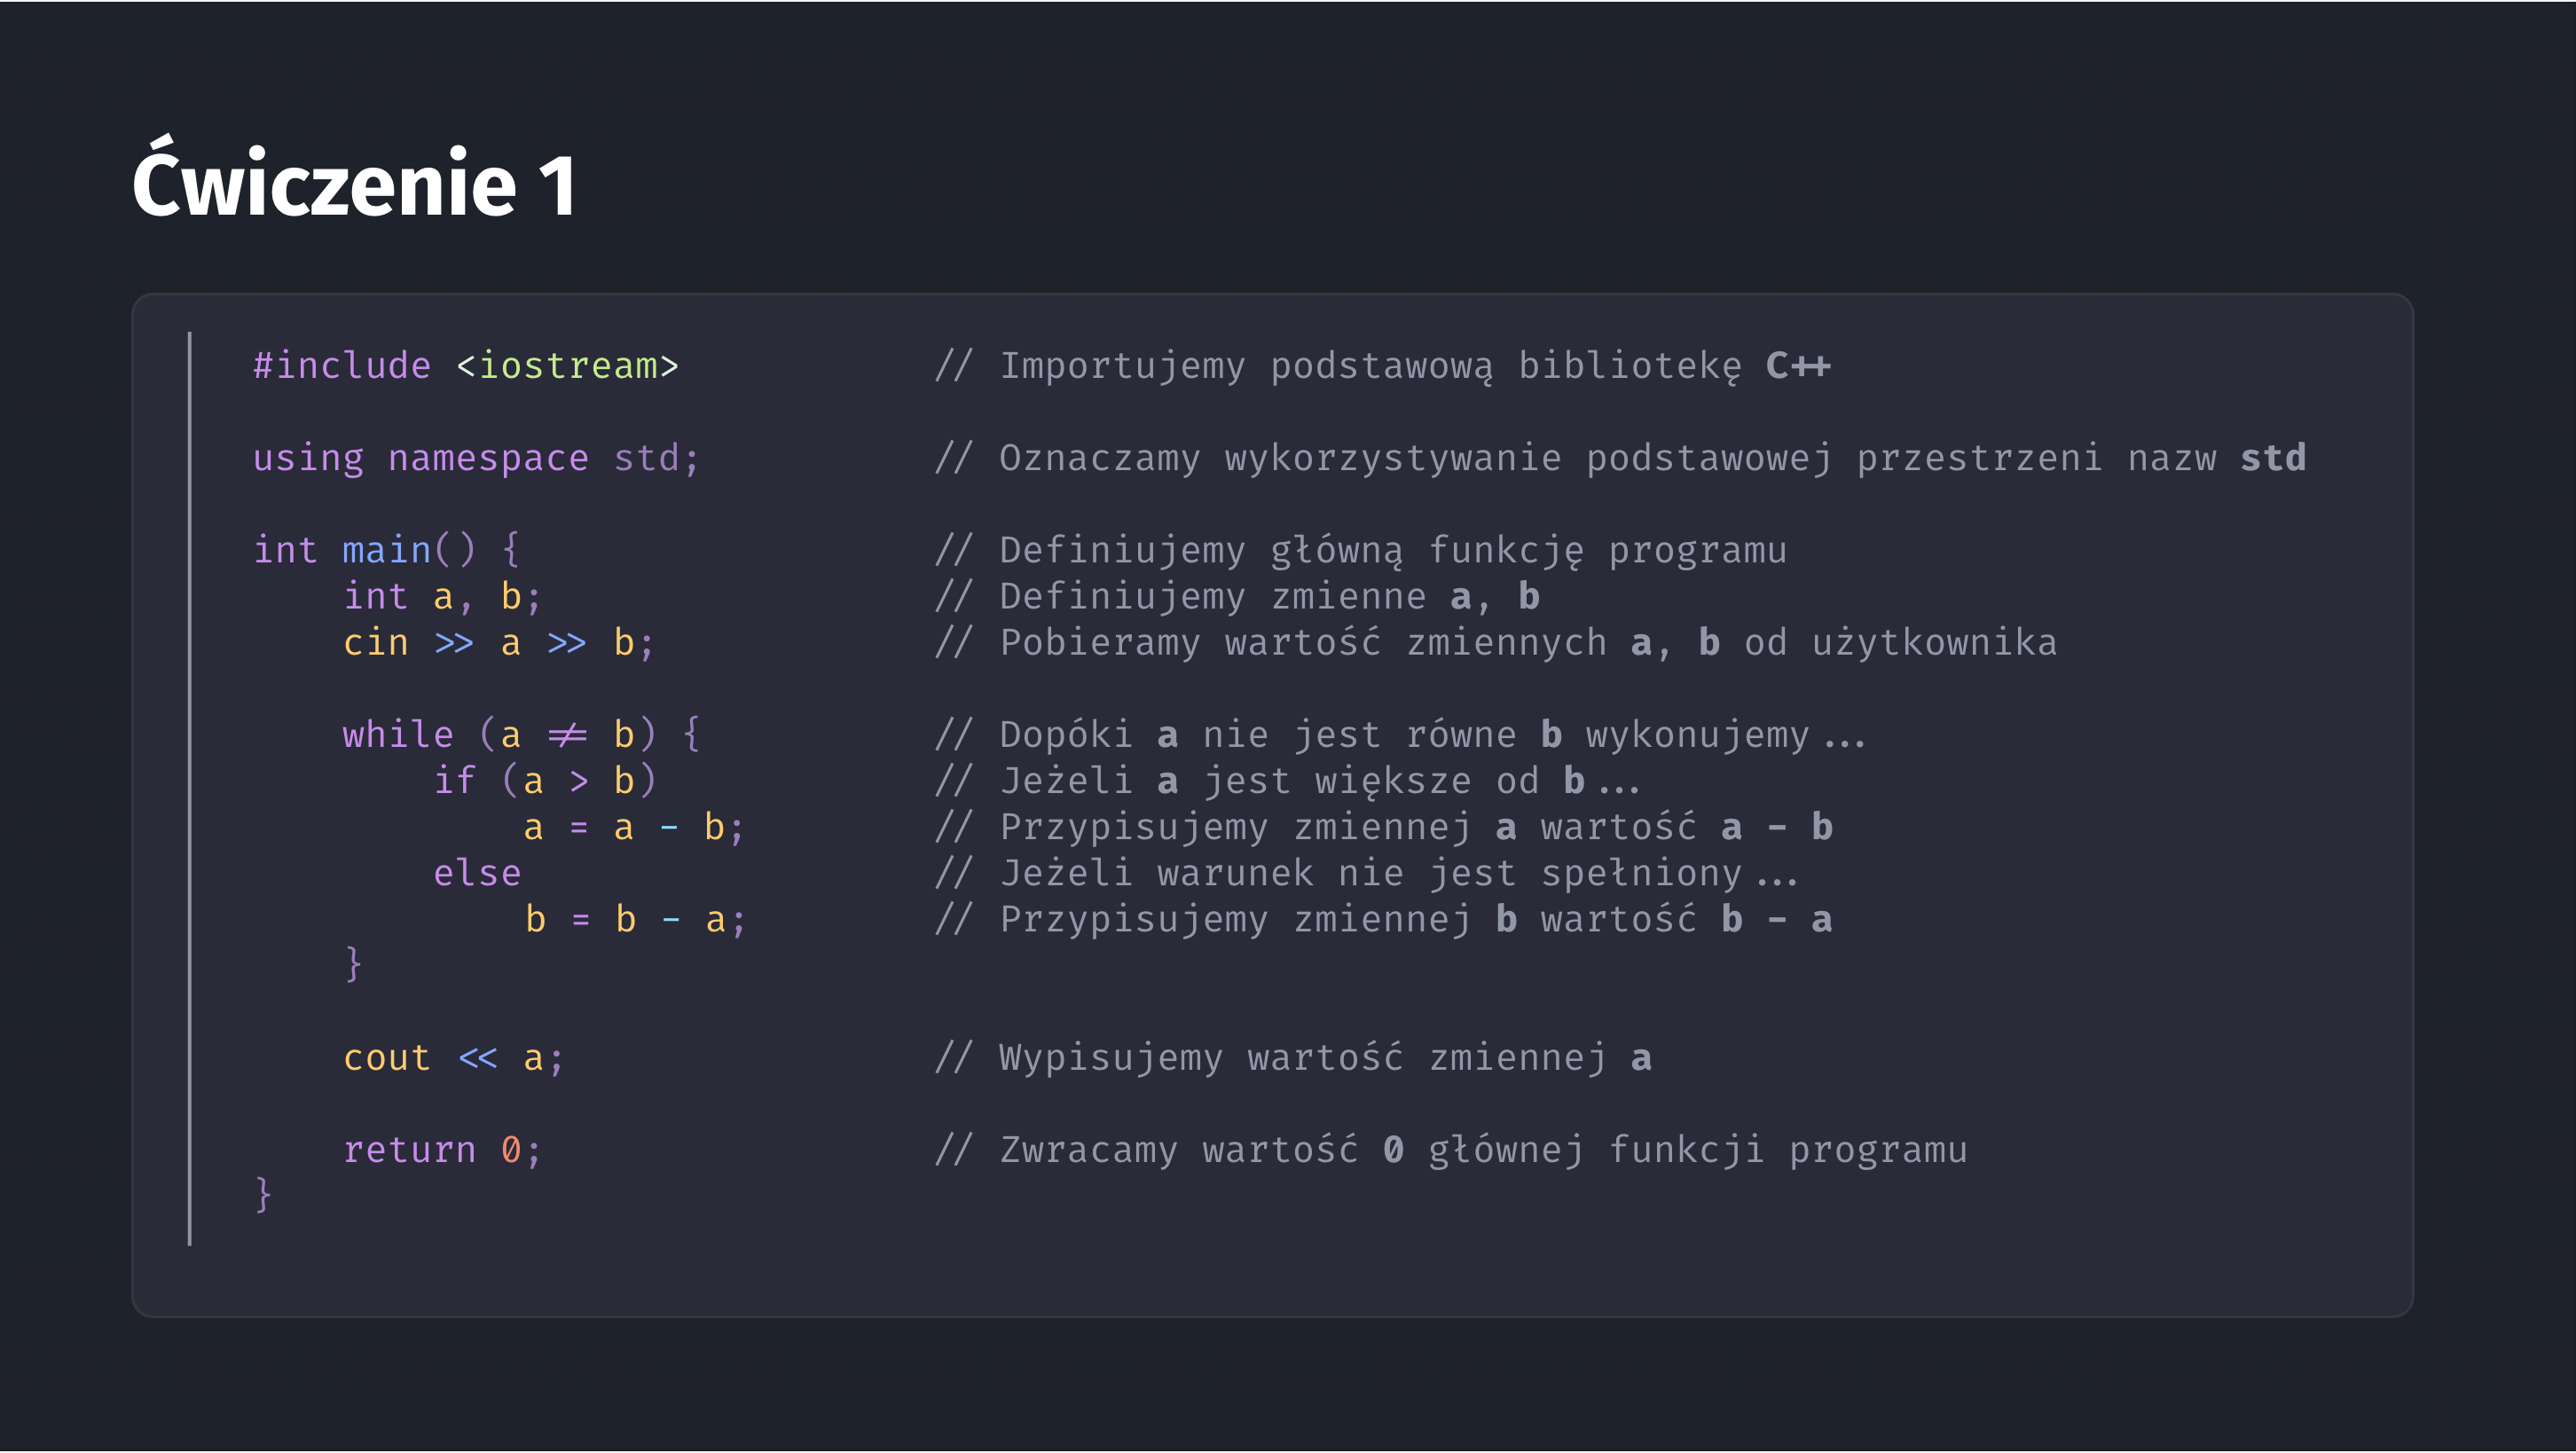 Ćwiczenie 1
#include <iostream> // Importujemy podstawową bibliotekę C++
using namespace std; // Oznaczamy wykorzystywanie podstawowej przestrzeni nazw std
int main() { // Definiujemy główną funkcję programu
int a, b; // Definiujemy zmienne a, b
cin >> a >> b; // Pobieramy wartość zmiennych a, b od użytkownika
while (a != b) { // Dopóki a nie jest równe b wykonujemy...
if (a > b) // Jeżeli a jest większe od b...
a = a - b; // Przypisujemy zmiennej a wartość a - b
else // Jeżeli warunek nie jest spełniony...
b = b - a; // Przypisujemy zmiennej b wartość b - a
}
cout << a; // Wypisujemy wartość zmiennej a
return 0; // Zwracamy wartość 0 głównej funkcji programu
}